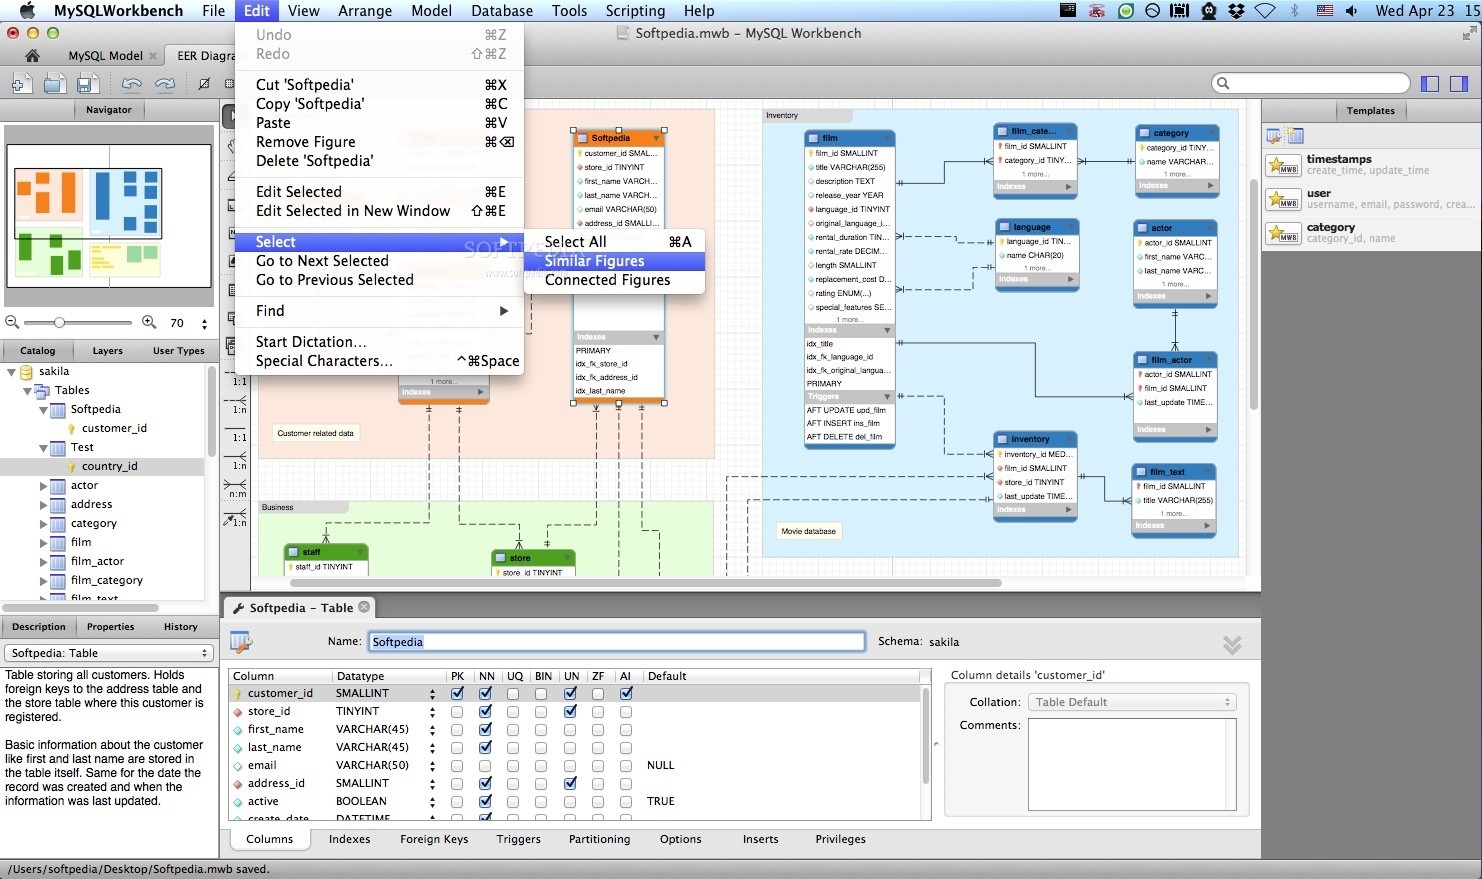 MySQLWorkbench File Edit View Arrange Model Database Tools Scripting Help Wed Apr 23 15
Softpedia.mwb – MySQL Workbench
MySQL Model EER Diagra
Undo ⌘Z
Redo ⇧⌘Z
Cut 'Softpedia' ⌘X
Copy 'Softpedia' ⌘C
Paste ⌘V
Remove Figure ⌘⌫
Delete 'Softpedia'
Edit Selected ⌘E
Edit Selected in New Window ⇧⌘E
Select
Go to Next Selected
Go to Previous Selected
Find
Start Dictation...
Special Characters... ^⌘Space
Select All ⌘A
Similar Figures
Connected Figures
SOFTPEDIA
www.softpedia.com
Navigator
70
Catalog Layers User Types
sakila
Tables
Softpedia
customer_id
Test
country_id
actor
address
category
film
film_actor
film_category
film_text
1:1
1:n
1:1
1:n
n:m
1:n
Softpedia
customer_id SMAL...
store_id TINYINT
first_name VARCH...
last_name VARCH...
email VARCHAR(50)
address_id SMALLI...
Indexes
PRIMARY
idx_fk_store_id
idx_fk_address_id
idx_last_name
1 more...
Indexes
Customer related data
Business
staff
staff_id TINYINT
store
store_id TINYINT
Inventory
film
film_id SMALLINT
title VARCHAR(255)
description TEXT
release_year YEAR
language_id TINYINT
original_language_i...
rental_duration TIN...
rental_rate DECIM...
length SMALLINT
replacement_cost D...
rating ENUM(...)
special_features SE...
1 more...
Indexes
idx_title
idx_fk_language_id
idx_fk_original_langua...
PRIMARY
Triggers
AFT UPDATE upd_film
AFT INSERT ins_film
AFT DELETE del_film
film_cate...
film_id SMALLINT
category_id TINY...
1 more...
Indexes
category
category_id TINY...
name VARCHAR...
1 more...
Indexes
language
language_id TIN...
name CHAR(20)
1 more...
Indexes
actor
actor_id SMALLINT
first_name VARC...
last_name VARC...
1 more...
Indexes
film_actor
actor_id SMALLINT
film_id SMALLINT
last_update TIME...
Indexes
inventory
inventory_id MED...
film_id SMALLINT
store_id TINYINT
last_update TIME...
Indexes
film_text
film_id SMALLINT
title VARCHAR(255)
1 more...
Indexes
Movie database
Templates
MWB timestamps
create_time, update_time
MWB user
username, email, password, crea...
MWB category
category_id, name
Description Properties History
Softpedia: Table
Table storing all customers. Holds
foreign keys to the address table and
the store table where this customer is
registered.
Basic information about the customer
like first and last name are stored in
the table itself. Same for the date the
record was created and when the
information was last updated.
Softpedia – Table
Name: Softpedia Schema: sakila
Column Datatype PK NN UQ BIN UN ZF AI Default
customer_id SMALLINT
store_id TINYINT
first_name VARCHAR(45)
last_name VARCHAR(45)
email VARCHAR(50) NULL
address_id SMALLINT
active BOOLEAN TRUE
create_date DATETIME
Column details 'customer_id'
Collation: Table Default
Comments:
Columns Indexes Foreign Keys Triggers Partitioning Options Inserts Privileges
/Users/softpedia/Desktop/Softpedia.mwb saved.